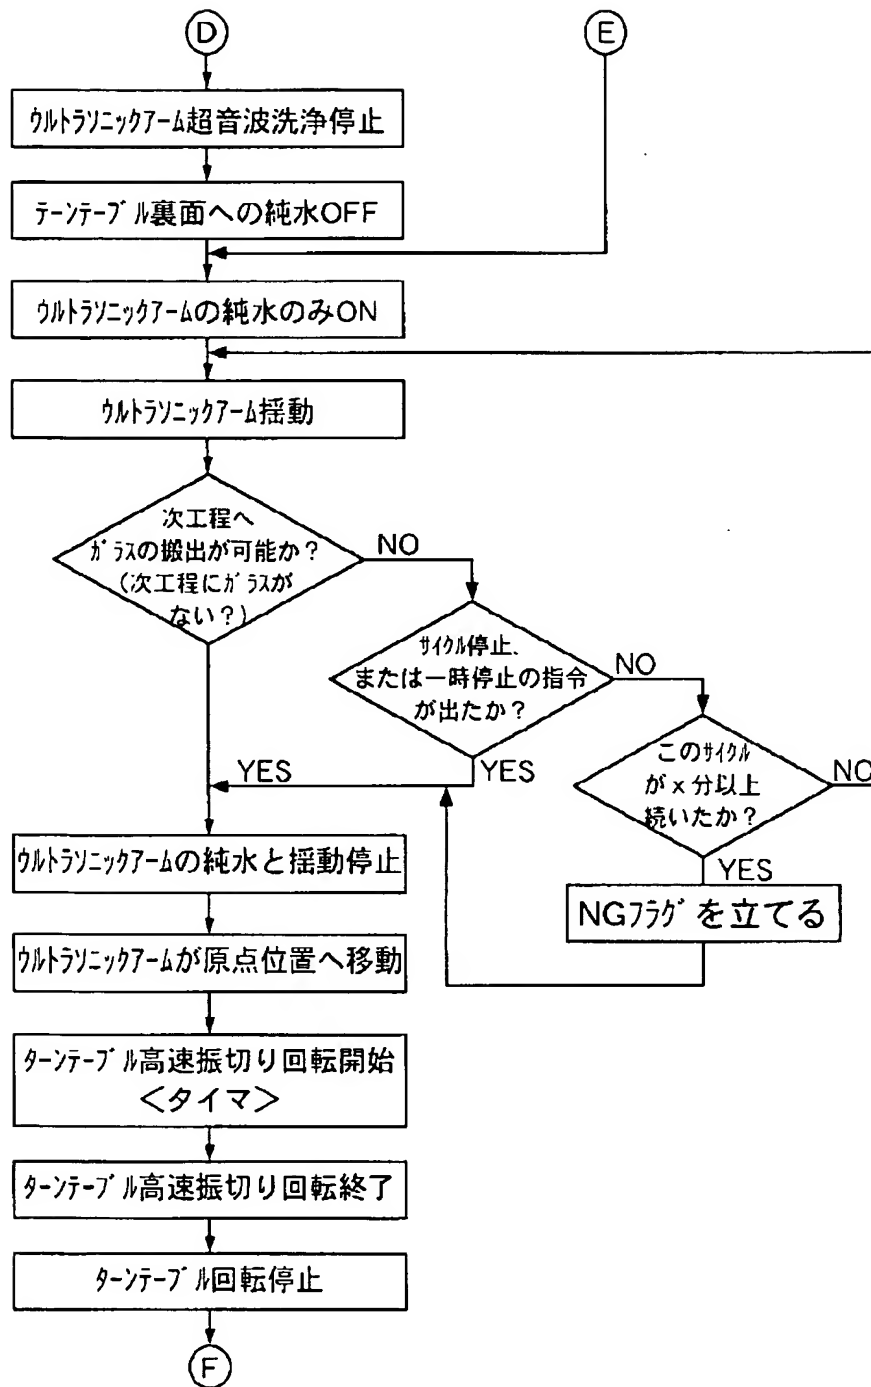 D
E
ウルトラソニックアーム超音波洗浄停止
テーンテーブル裏面への純水OFF
ウルトラソニックアームの純水のみON
ウルトラソニックアーム揺動
次工程へ
ガラスの搬出が可能か?
(次工程にガラスが
ない?)
NO
サイクル停止、
または一時停止の指令
が出たか?
NO
このサイクル
がx分以上
続いたか?
NO
YES
YES
YES
NGフラグを立てる
ウルトラソニックアームの純水と揺動停止
ウルトラソニックアームが原点位置へ移動
ターンテーブル高速振切り回転開始
<タイマ>
ターンテーブル高速振切り回転終了
ターンテーブル回転停止
F